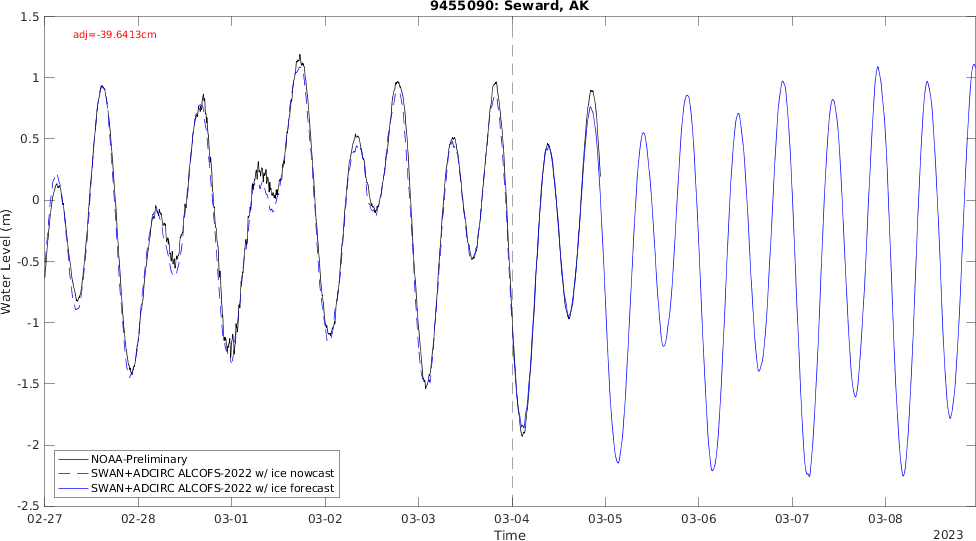 9455090: Seward, AK
adj=-39.6413cm
1.5
1
0.5
0
-0.5
-1
-1.5
-2
-2.5
Water Level (m)
NOAA-Preliminary
SWAN+ADCIRC ALCOFS-2022 w/ ice nowcast
SWAN+ADCIRC ALCOFS-2022 w/ ice forecast
02-27 02-28 03-01 03-02 03-03 03-04 03-05 03-06 03-07 03-08
Time
2023